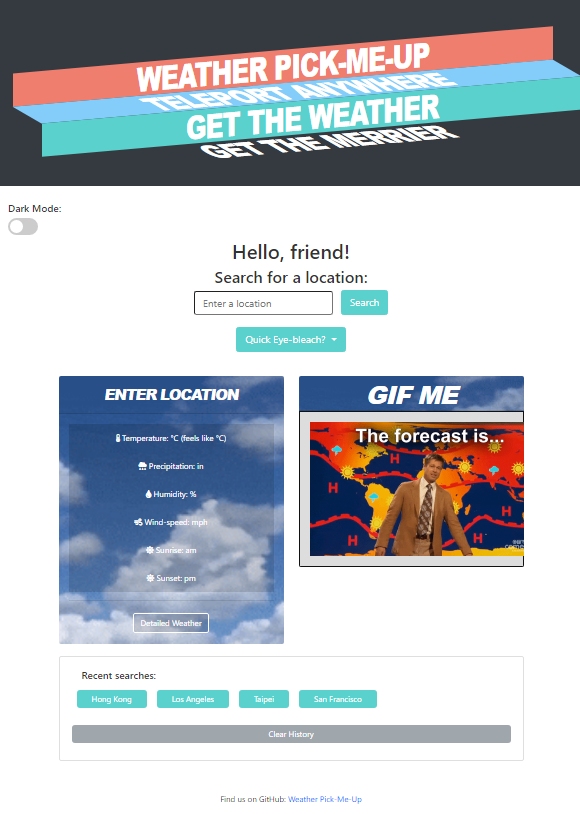 WEATHER PICK-ME-UP
TELEPORT ANYWHERE
GET THE WEATHER
GET THE MERRIER
Dark Mode:
Hello, friend!
Search for a location:
Enter a location
Search
Quick Eye-bleach?
ENTER LOCATION
Temperature: °C (feels like °C)
Precipitation: in
Humidity: %
Wind-speed: mph
Sunrise: am
Sunset: pm
Detailed Weather
GIF ME
The forecast is...
H
H
H
H
H
Recent searches:
Hong Kong
Los Angeles
Taipei
San Francisco
Clear History
Find us on GitHub: Weather Pick-Me-Up